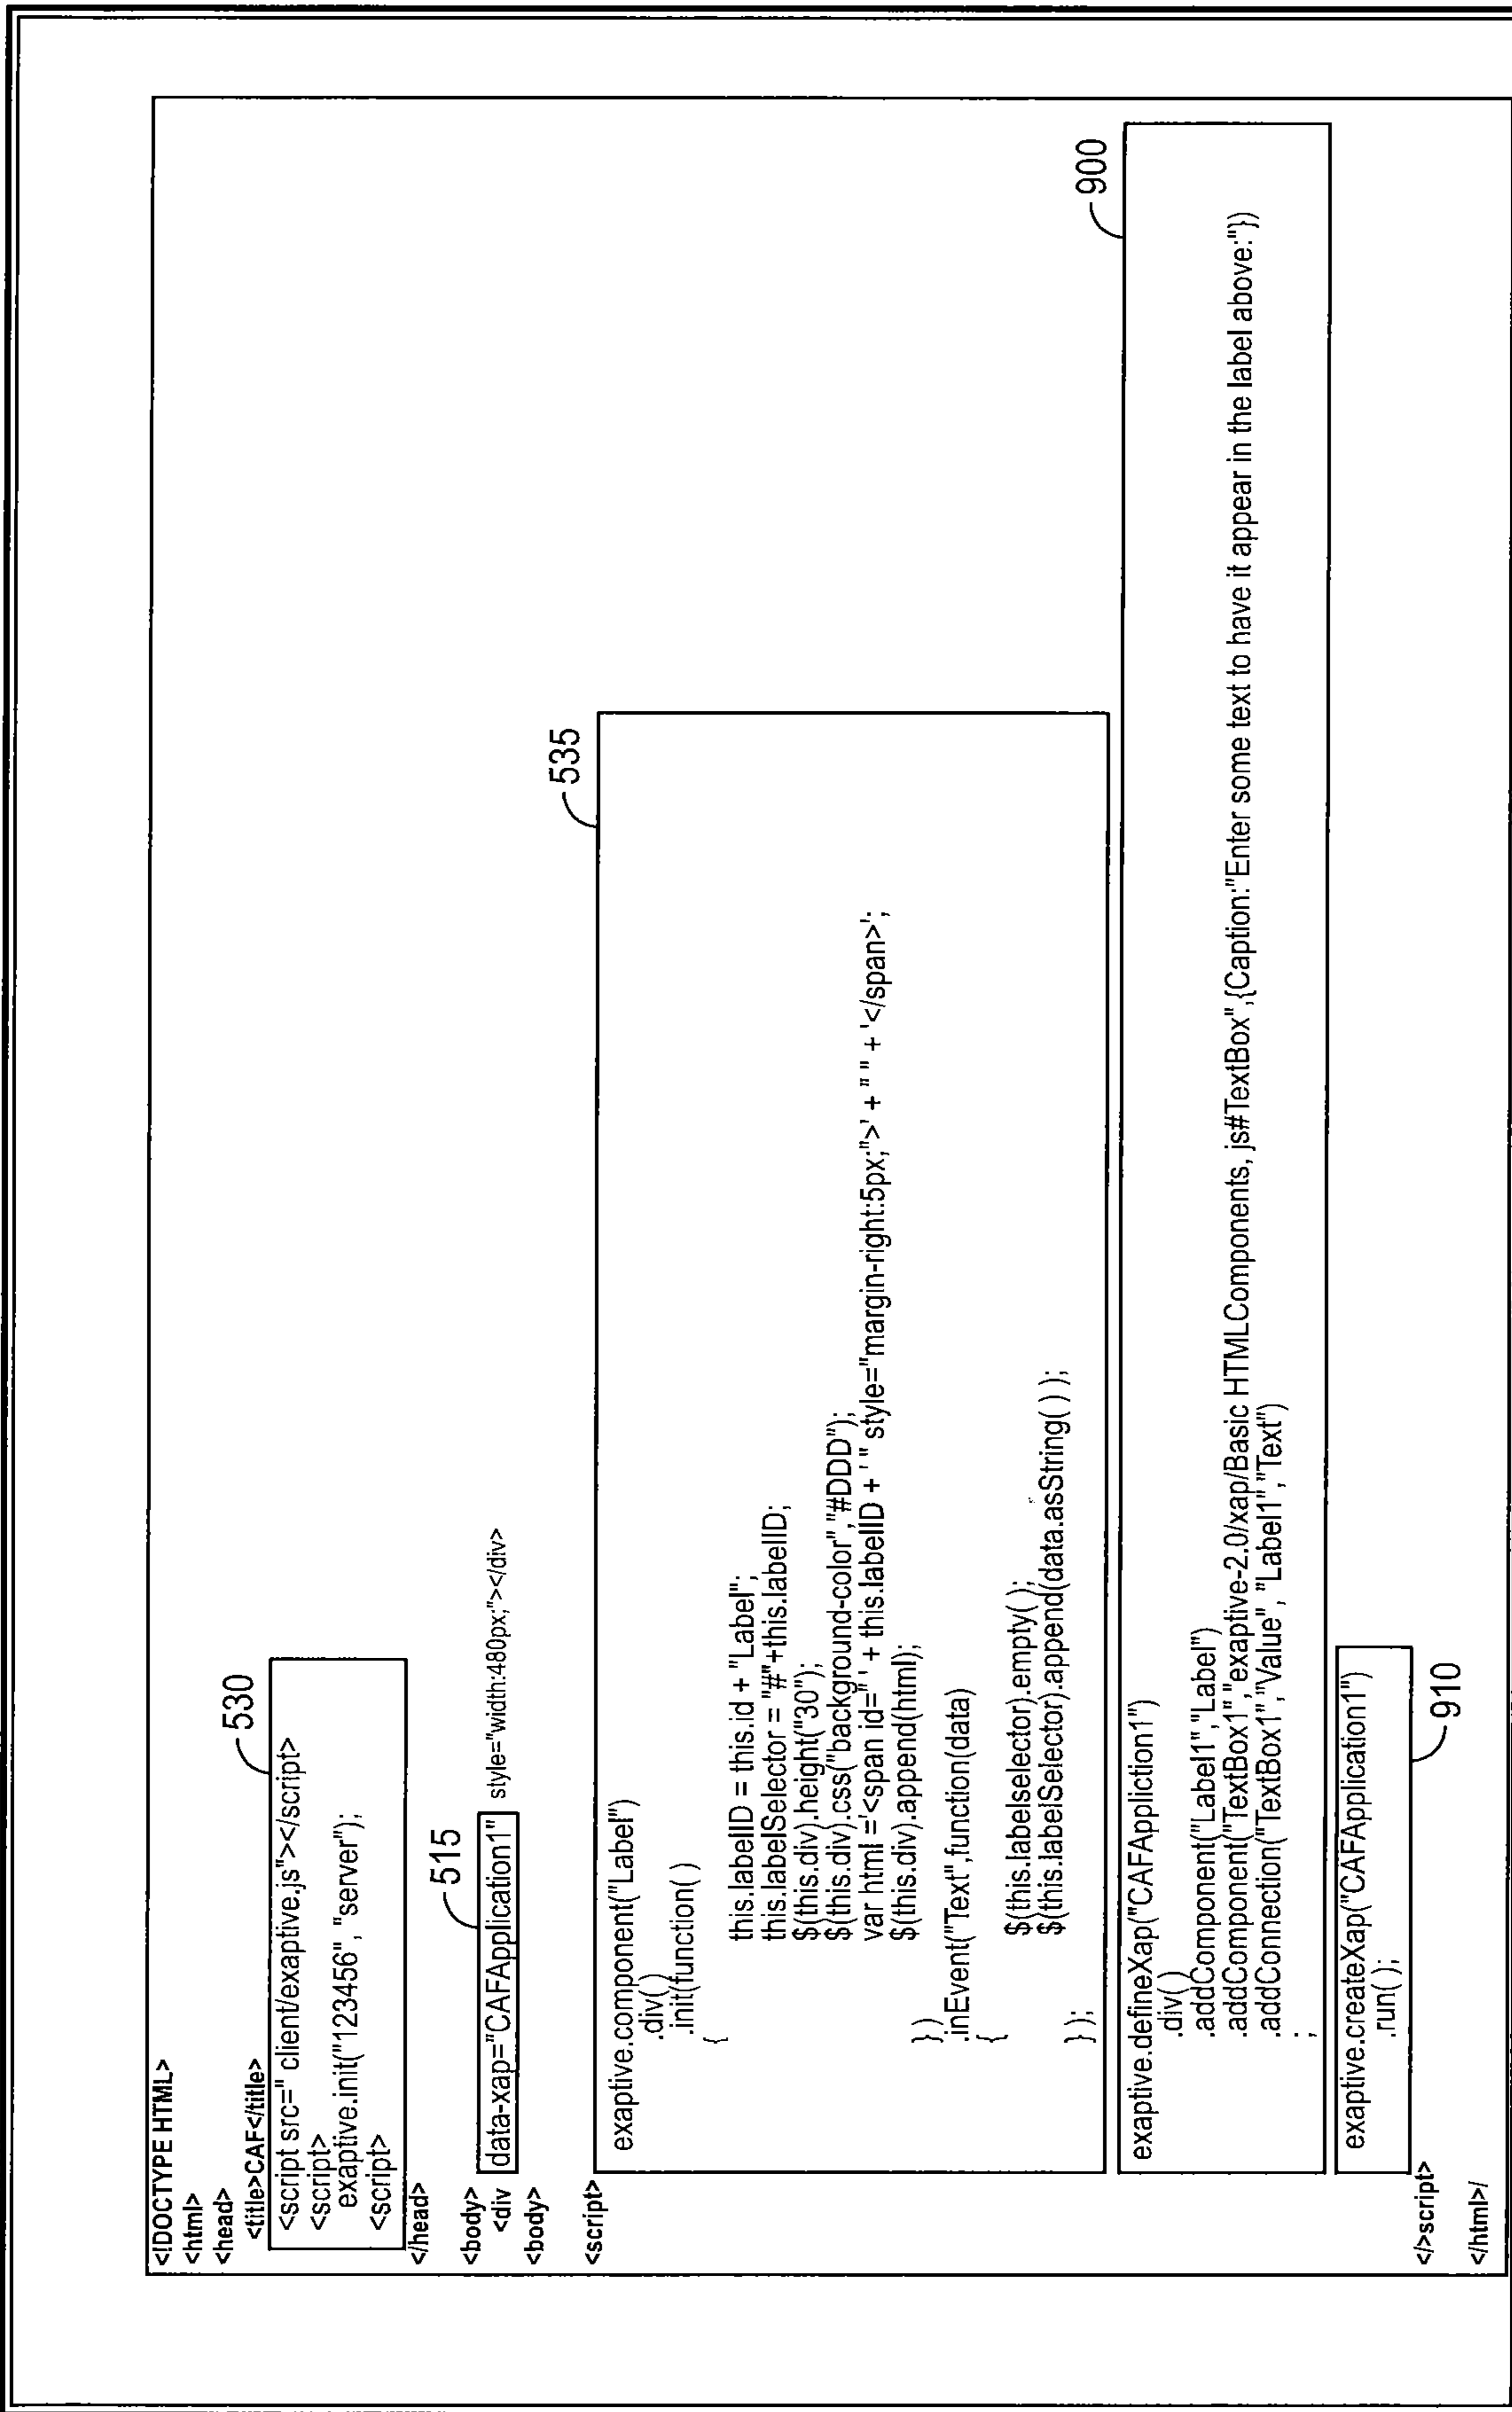 <!DOCTYPE HTML>
<html>
<head>
<title>CAF</title>
530
<script src=" client/exaptive.js"></script>
<script>
exaptive.init("123456", "server");
<script>
</head>
515
<body>
<div data-xap="CAFApplication1" style="width:480px;"></div>
<body>
535
<script>
exaptive.component("Label")
.div()
.init(function( )
{
this.labelID = this.id + "Label";
this.labelSelector = "#"+this.labelID;
$(this.div).height("30");
$(this.div).css("background-color","#DDD");
var html ='<span id=" ' + this.labelID + ' " style="margin-right:5px;">' + " " + '</span>';
$(this.div).append(html);
})
.inEvent("Text",function(data)
{
$(this.labelselector).empty( );
$(this.labelSelector).append(data.asString( ) );
} );
900
exaptive.defineXap("CAFAppliction1")
.div()
.addComponent("Label1","Label")
.addComponent("TextBox1","exaptive-2.0/xap/Basic HTMLComponents, js#TextBox",{Caption:"Enter some text to have it appear in the label above:"})
.addConnection("TextBox1","Value", "Label1","Text")
;
exaptive.createXap("CAFApplication1")
.run();
910
</>script>
</html>/